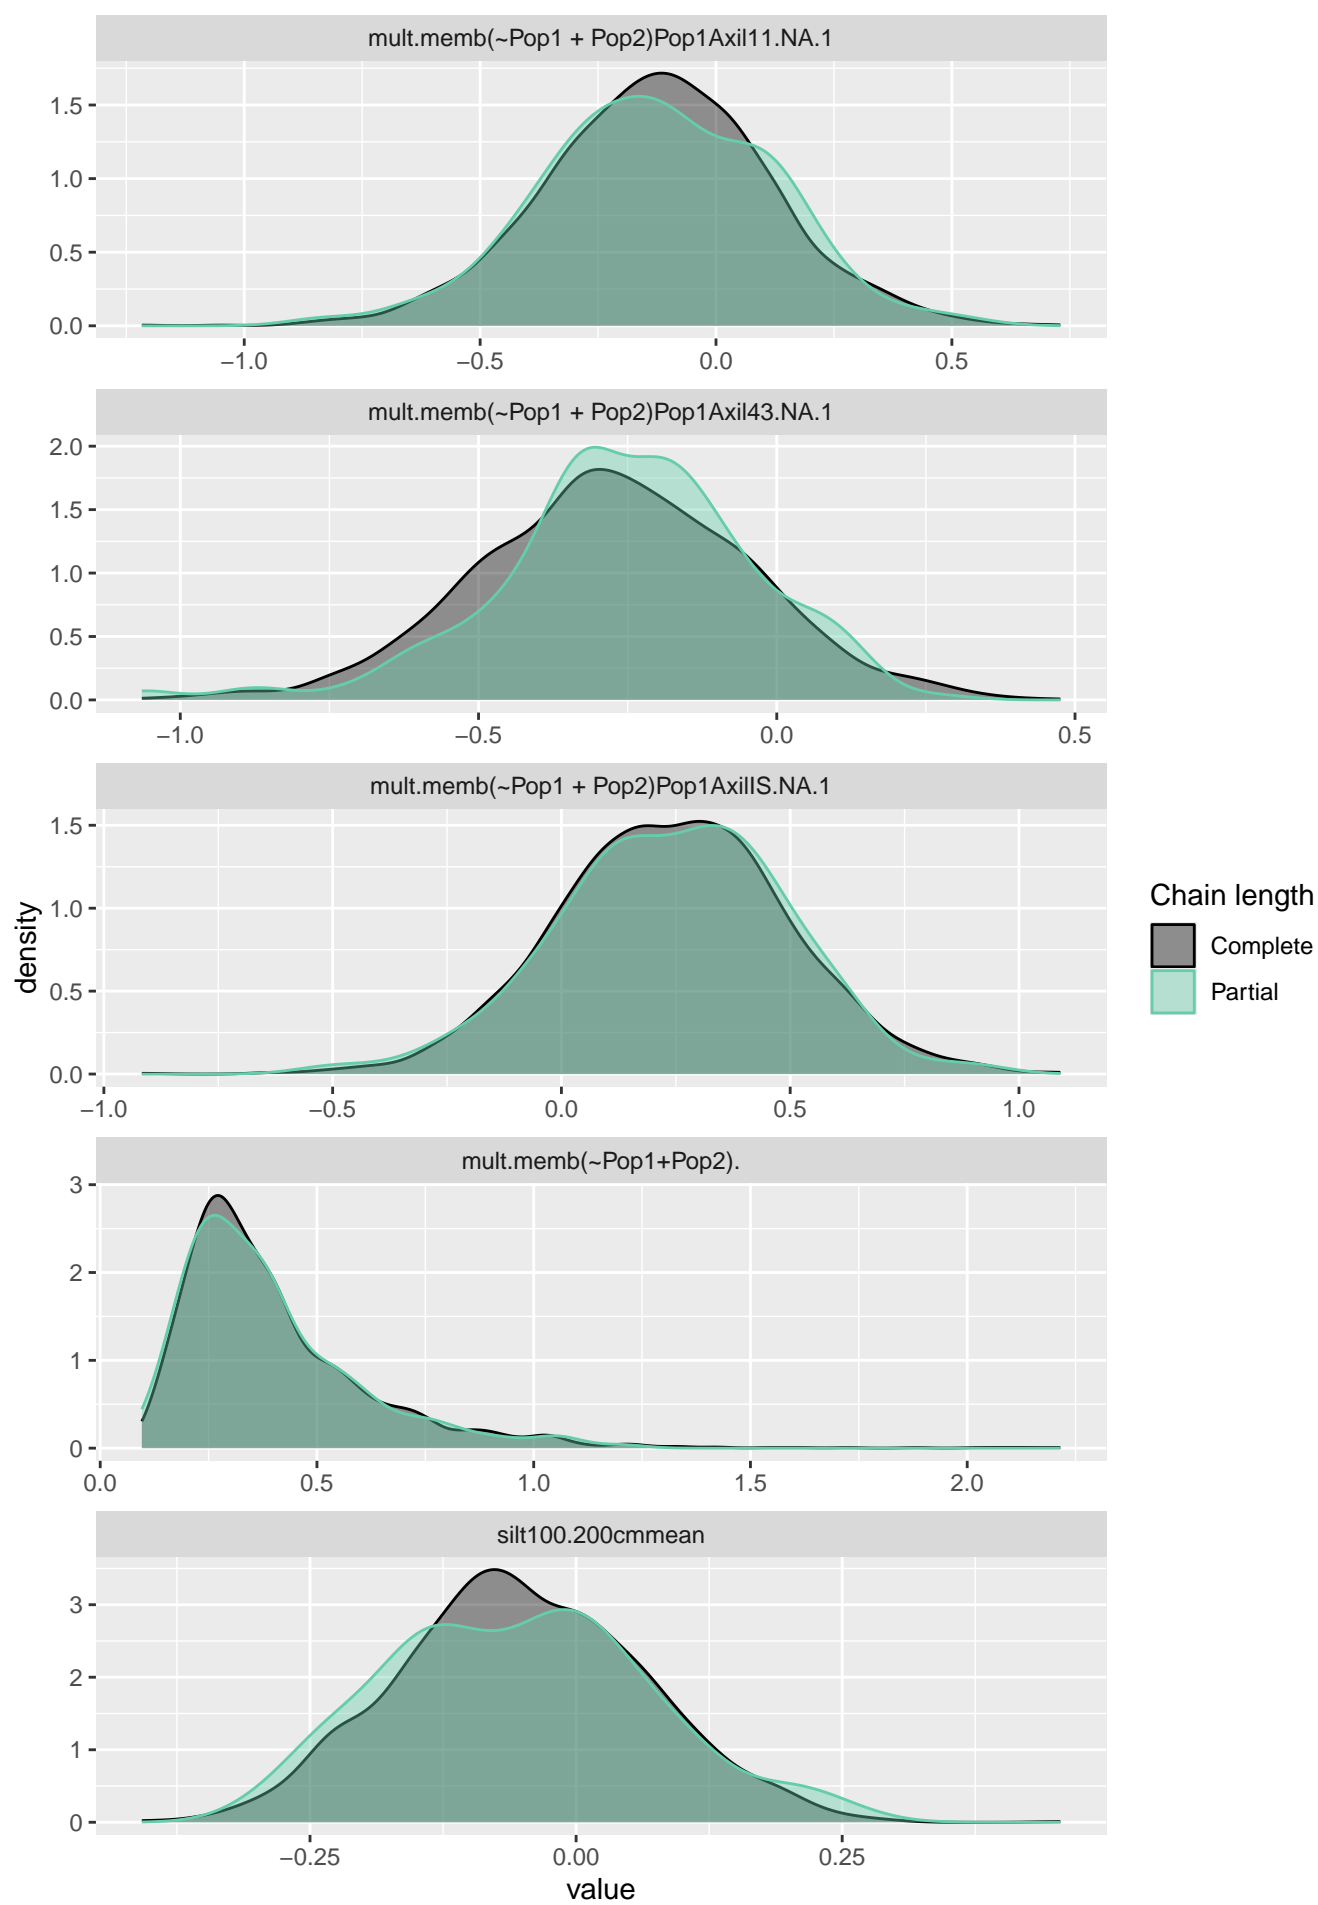 mult.memb(~Pop1 + Pop2)Pop1Axil11.NA.1
1.5
1.0
0.5
0.0
−1.0 −0.5 0.0 0.5
mult.memb(~Pop1 + Pop2)Pop1Axil43.NA.1
2.0
1.5
1.0
0.5
0.0
−1.0 −0.5 0.0 0.5
mult.memb(~Pop1 + Pop2)Pop1AxilIS.NA.1
1.5
1.0
0.5
0.0
−1.0 −0.5 0.0 0.5 1.0
mult.memb(~Pop1+Pop2).
3
2
1
0
0.0 0.5 1.0 1.5 2.0
silt100.200cmmean
3
2
1
0
−0.25 0.00 0.25
value
density
Chain length
Complete
Partial